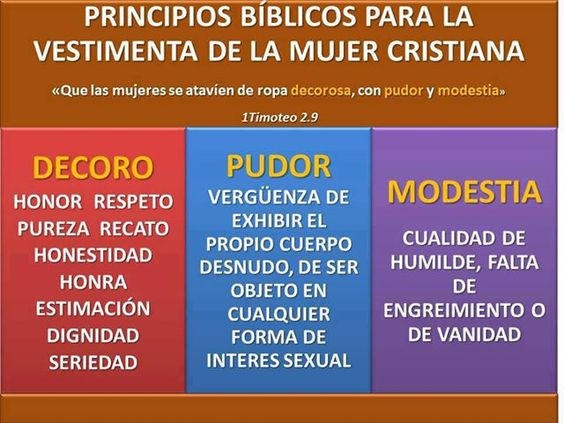 PRINCIPIOS BÍBLICOS PARA LA
VESTIMENTA DE LA MUJER CRISTIANA
«Que las mujeres se atavíen de ropa decorosa, con pudor y modestia»
1Timoteo 2.9
DECORO
HONOR RESPETO
PUREZA RECATO
HONESTIDAD
HONRA
ESTIMACIÓN
DIGNIDAD
SERIEDAD
PUDOR
VERGÜENZA DE
EXHIBIR EL
PROPIO CUERPO
DESNUDO, DE SER
OBJETO EN
CUALQUIER
FORMA DE
INTERES SEXUAL
MODESTIA
CUALIDAD DE
HUMILDE, FALTA
DE
ENGREIMIENTO O
DE VANIDAD